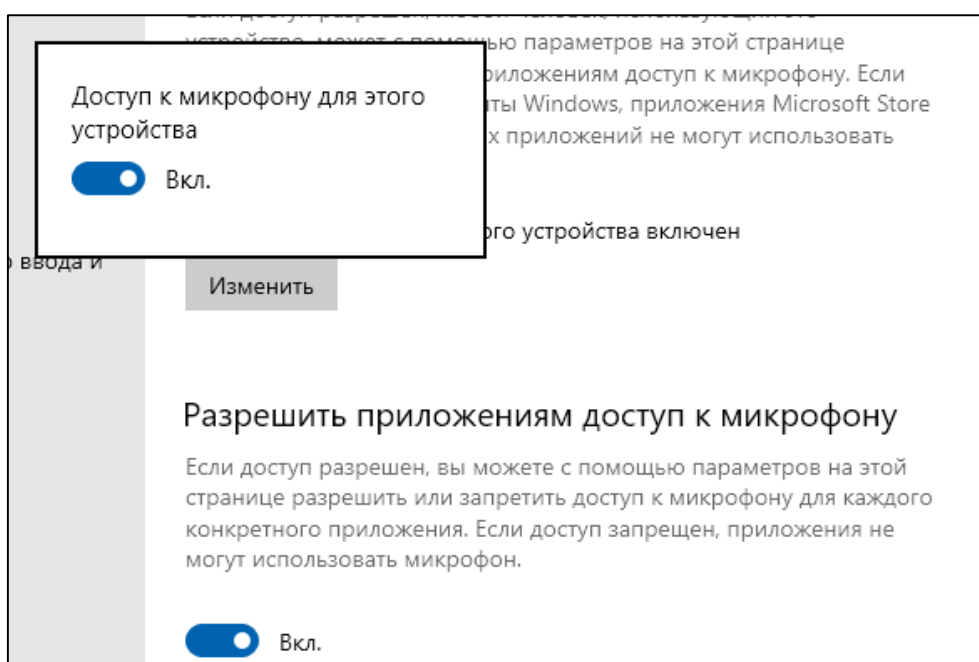 ью параметров на этой странице
Доступ к микрофону для этого
устройства
Вкл.
риложениям доступ к микрофону. Если
ты Windows, приложения Microsoft Store
х приложений не могут использовать
ого устройства включен
ввода и
Изменить
Разрешить приложениям доступ к микрофону
Если доступ разрешен, вы можете с помощью параметров на этой
странице разрешить или запретить доступ к микрофону для каждого
конкретного приложения. Если доступ запрещен, приложения не
могут использовать микрофон.
Вкл.